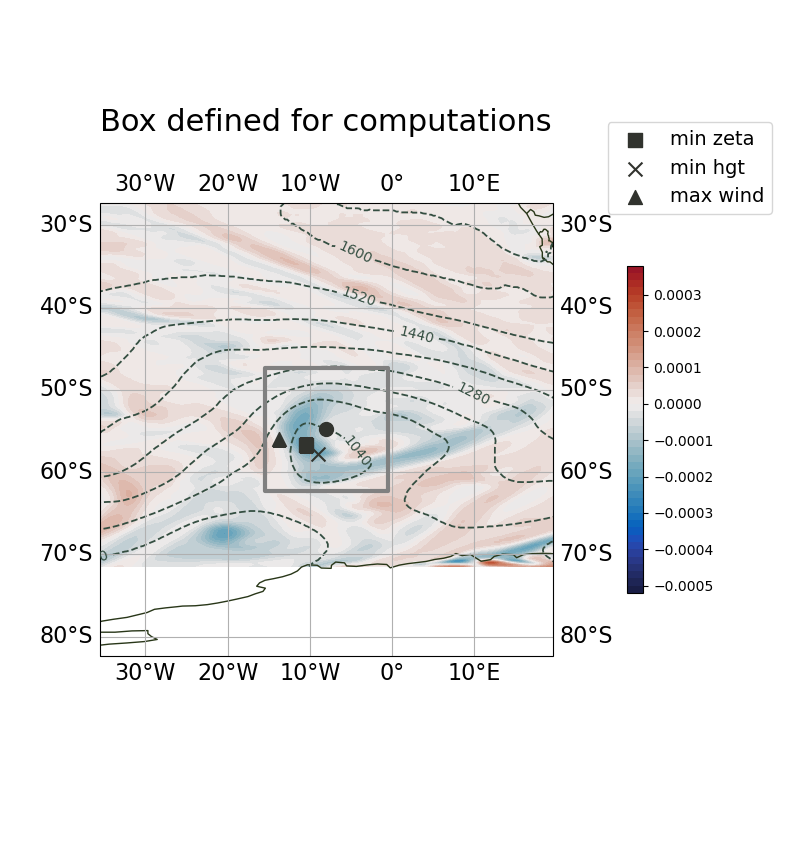 Box defined for computations
min zeta
min hgt
max wind
30°W 20°W 10°W 0° 10°E
30°S 30°S
40°S 40°S
50°S 50°S
60°S 60°S
70°S 70°S
80°S 80°S
30°W 20°W 10°W 0° 10°E
1600
1520
1440
1280
1040
0
0.0003
0.0002
0.0001
0.0000
−0.0001
−0.0002
−0.0003
−0.0004
−0.0005